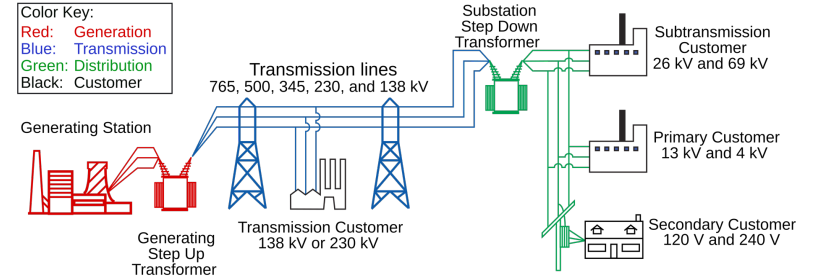 Color Key:
Red: Generation
Blue: Transmission
Green: Distribution
Black: Customer
Generating Station
Generating
Step Up
Transformer
Transmission lines
765, 500, 345, 230, and 138 kV
Transmission Customer
138 kV or 230 kV
Substation
Step Down
Transformer
Subtransmission
Customer
26 kV and 69 kV
Primary Customer
13 kV and 4 kV
Secondary Customer
120 V and 240 V